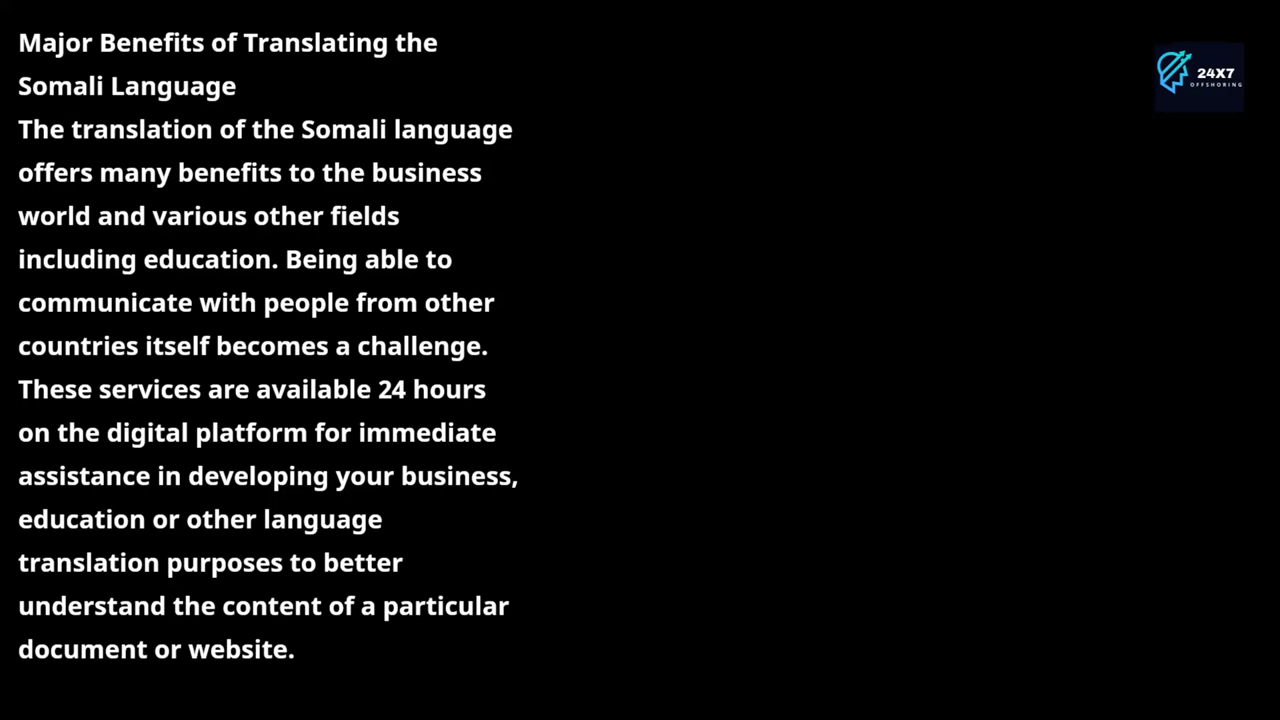 Major Benefits of Translating the
Somali Language
The translation of the Somali language
offers many benefits to the business
world and various other fields
including education. Being able to
communicate with people from other
countries itself becomes a challenge.
These services are available 24 hours
on the digital platform for immediate
assistance in developing your business,
education or other language
translation purposes to better
understand the content of a particular
document or website.
24X7
OFFSHORING